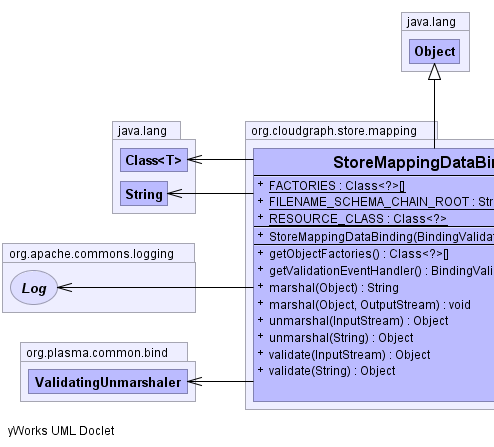 java.lang
Object
java.lang
Class<T>
String
org.cloudgraph.store.mapping
StoreMappingDataBin
+ FACTORIES : Class<?>[]
+ FILENAME_SCHEMA_CHAIN_ROOT : Str
+ RESOURCE_CLASS : Class<?>
+ StoreMappingDataBinding(BindingValidat
+ getObjectFactories() : Class<?>[]
+ getValidationEventHandler() : BindingVali
+ marshal(Object) : String
+ marshal(Object, OutputStream) : void
+ unmarshal(InputStream) : Object
+ unmarshal(String) : Object
+ validate(InputStream) : Object
+ validate(String) : Object
org.apache.commons.logging
Log
org.plasma.common.bind
ValidatingUnmarshaler
yWorks UML Doclet